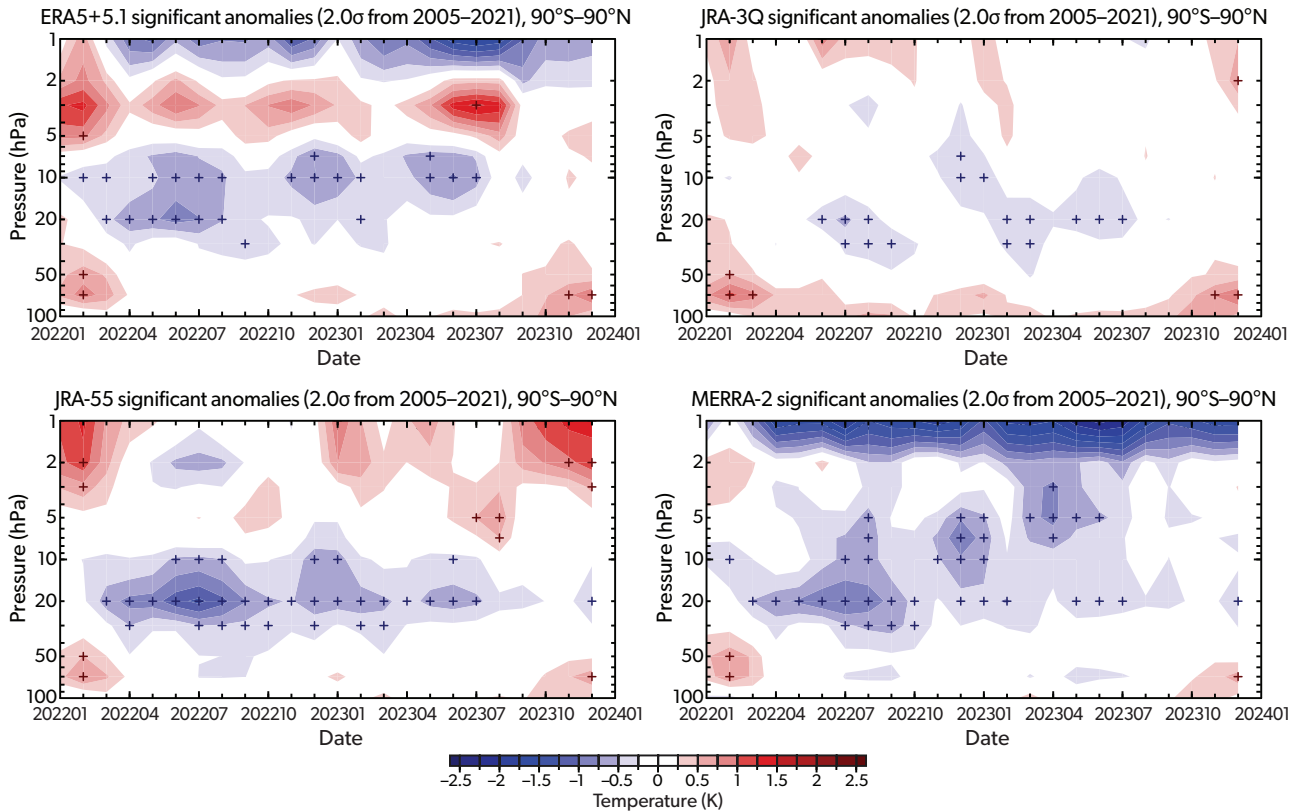 ERA5+5.1 significant anomalies (2.0σ from 2005–2021), 90°S–90°N
Pressure (hPa)
1
2
5
10
20
50
100
202201 202204 202207 202210 202301 202304 202307 202310 202401
Date
JRA-3Q significant anomalies (2.0σ from 2005–2021), 90°S–90°N
Pressure (hPa)
1
2
5
10
20
50
100
202201 202204 202207 202210 202301 202304 202307 202310 202401
Date
JRA-55 significant anomalies (2.0σ from 2005–2021), 90°S–90°N
Pressure (hPa)
1
2
5
10
20
50
100
202201 202204 202207 202210 202301 202304 202307 202310 202401
Date
MERRA-2 significant anomalies (2.0σ from 2005–2021), 90°S–90°N
Pressure (hPa)
1
2
5
10
20
50
100
202201 202204 202207 202210 202301 202304 202307 202310 202401
Date
–2.5 –2 –1.5 –1 –0.5 0 0.5 1 1.5 2 2.5
Temperature (K)